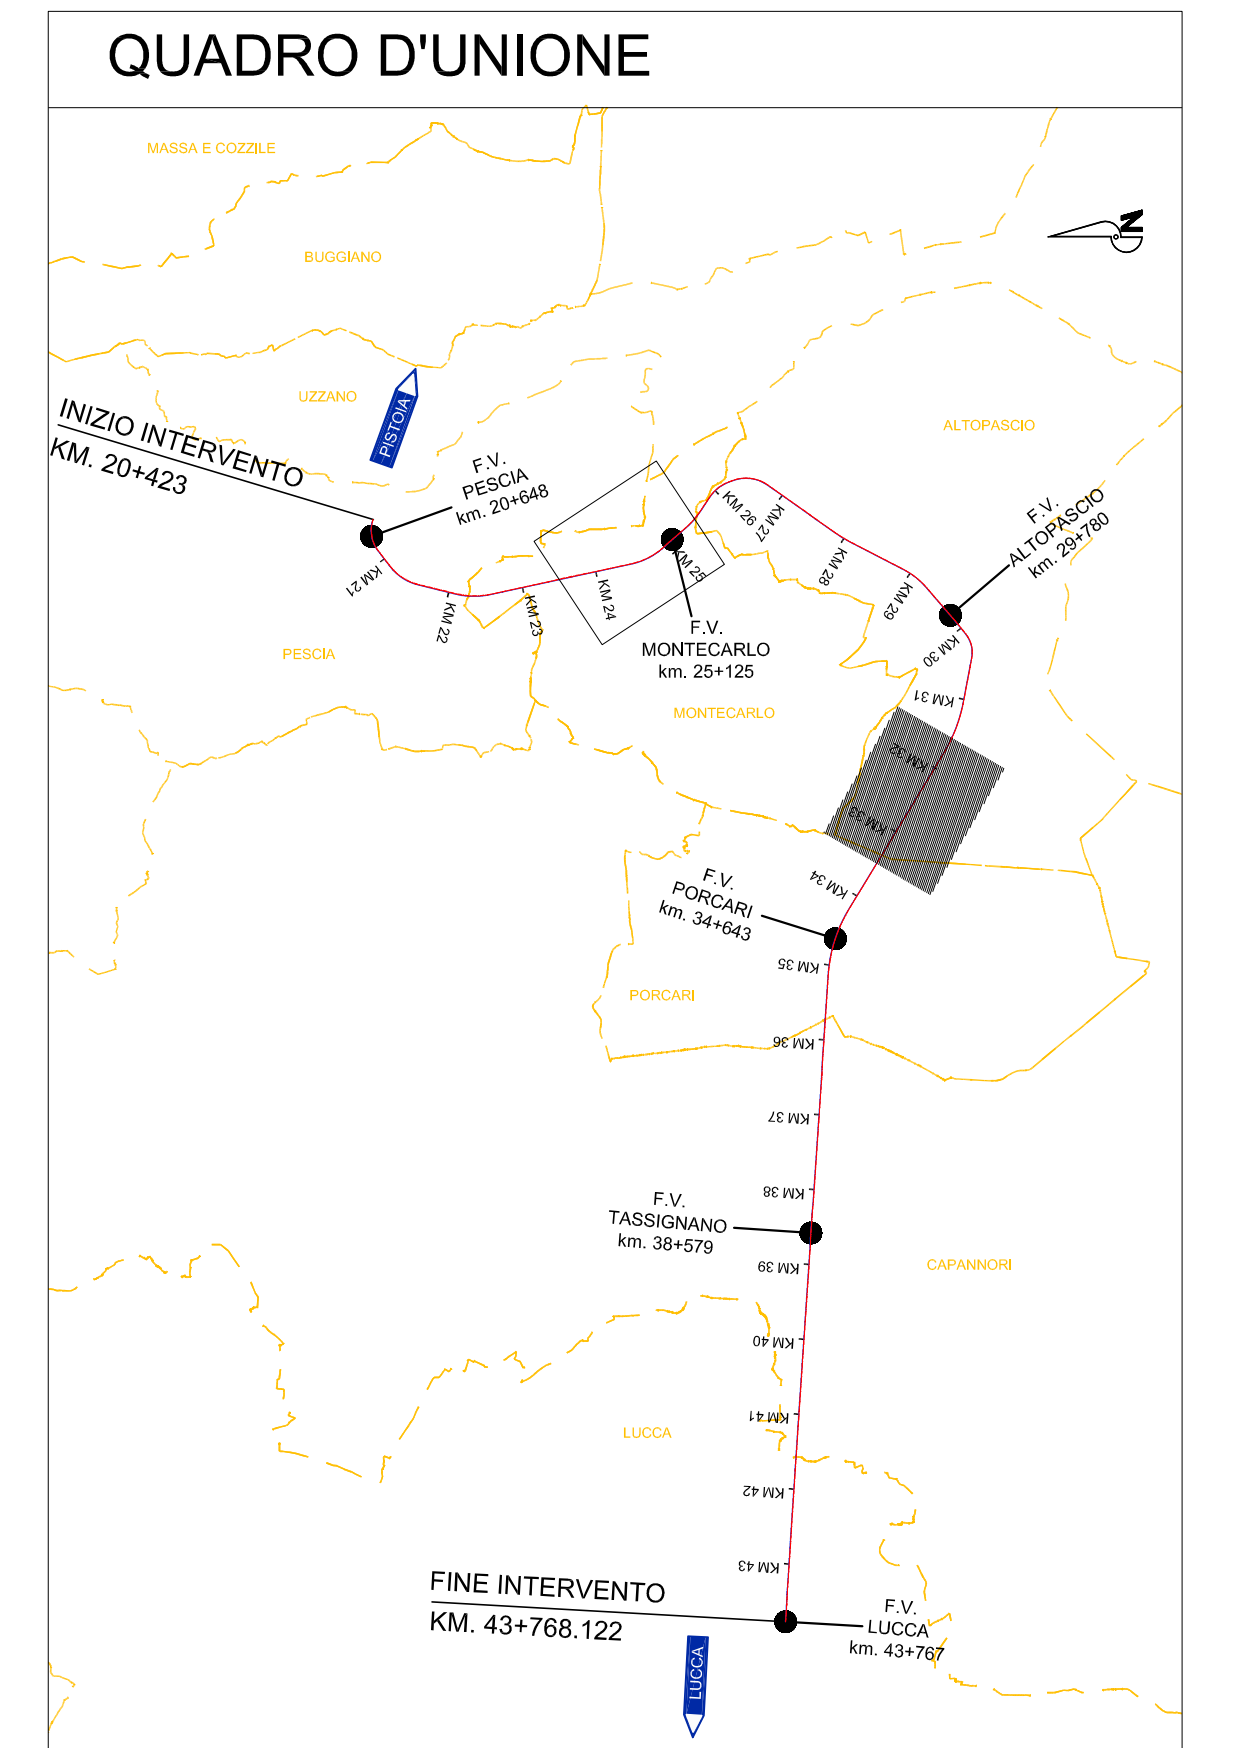 QUADRO D'UNIONE
MASSA E COZZILE
BUGGIANO
UZZANO
ALTOPASCIO
N
PISTOIA
INIZIO INTERVENTO
KM. 20+423
F.V.
PESCIA
km. 20+648
F.V.
ALTOPASCIO
km. 29+780
KM 21
KM 22
KM 23
KM 24
KM 25
KM 26
KM 27
KM 28
KM 29
KM 30
KM 31
F.V.
MONTECARLO
km. 25+125
PESCIA
MONTECARLO
KM 32
KM 33
KM 34
F.V.
PORCARI
km. 34+643
KM 35
PORCARI
KM 36
KM 37
KM 38
F.V.
TASSIGNANO
km. 38+579
KM 39
CAPANNORI
KM 40
KM 41
LUCCA
KM 42
KM 43
FINE INTERVENTO
KM. 43+768.122
F.V.
LUCCA
km. 43+767
LUCCA